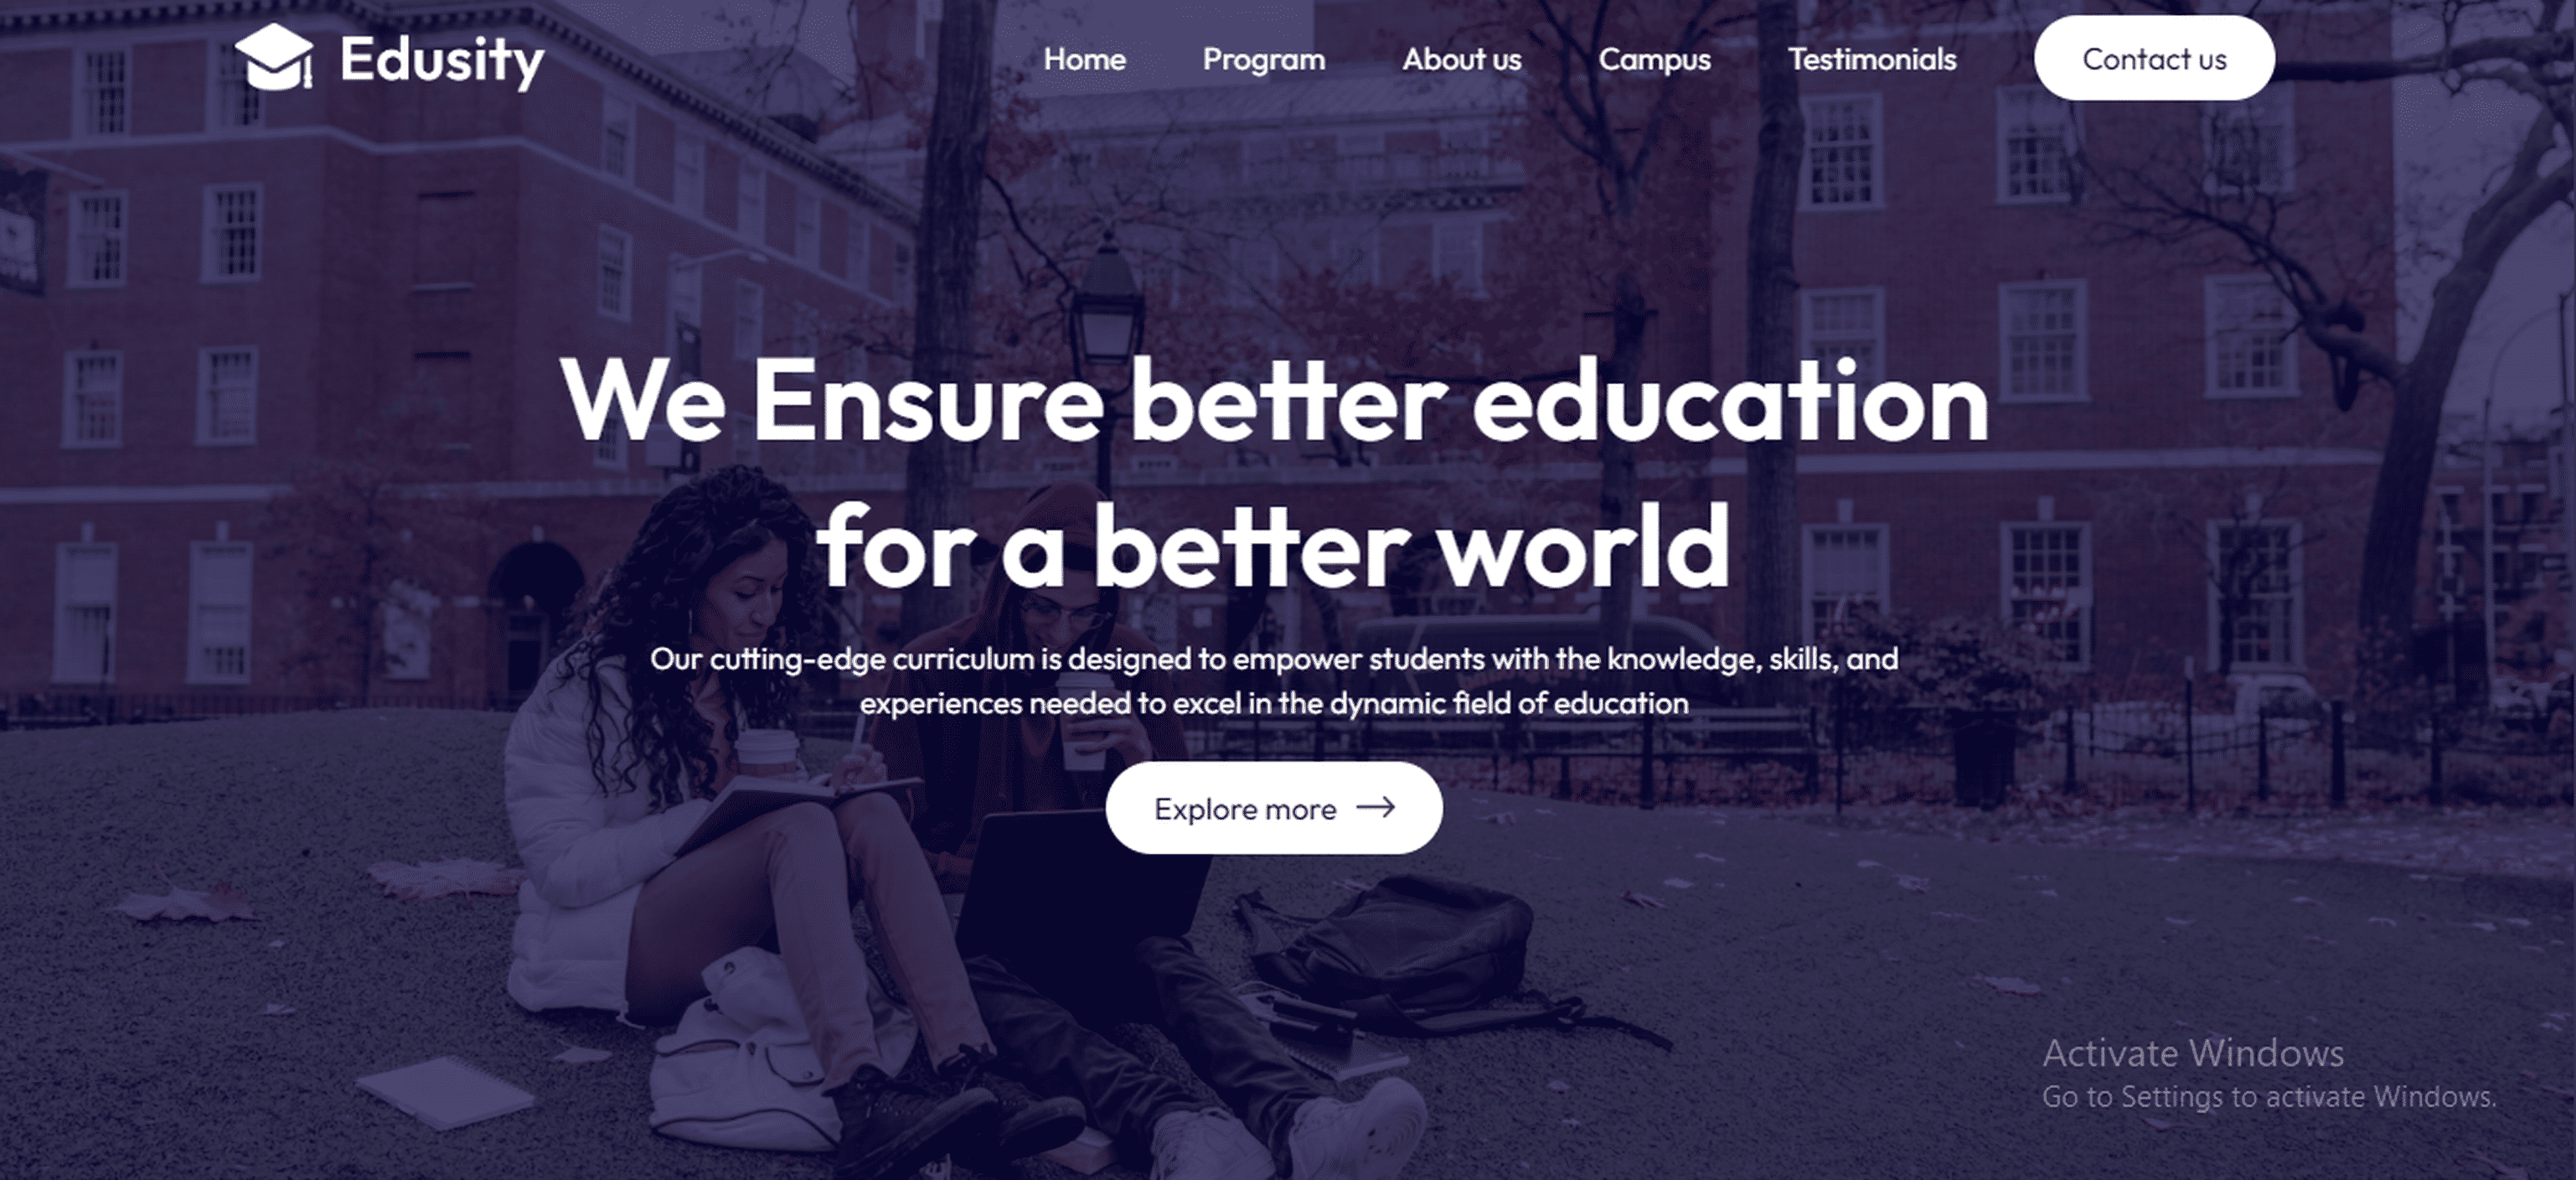 Edusity
Home Program About us Campus Testimonials Contact us
We Ensure better education
for a better world
Our cutting-edge curriculum is designed to empower students with the knowledge, skills, and
experiences needed to excel in the dynamic field of education
Explore more →
Activate Windows
Go to Settings to activate Windows.